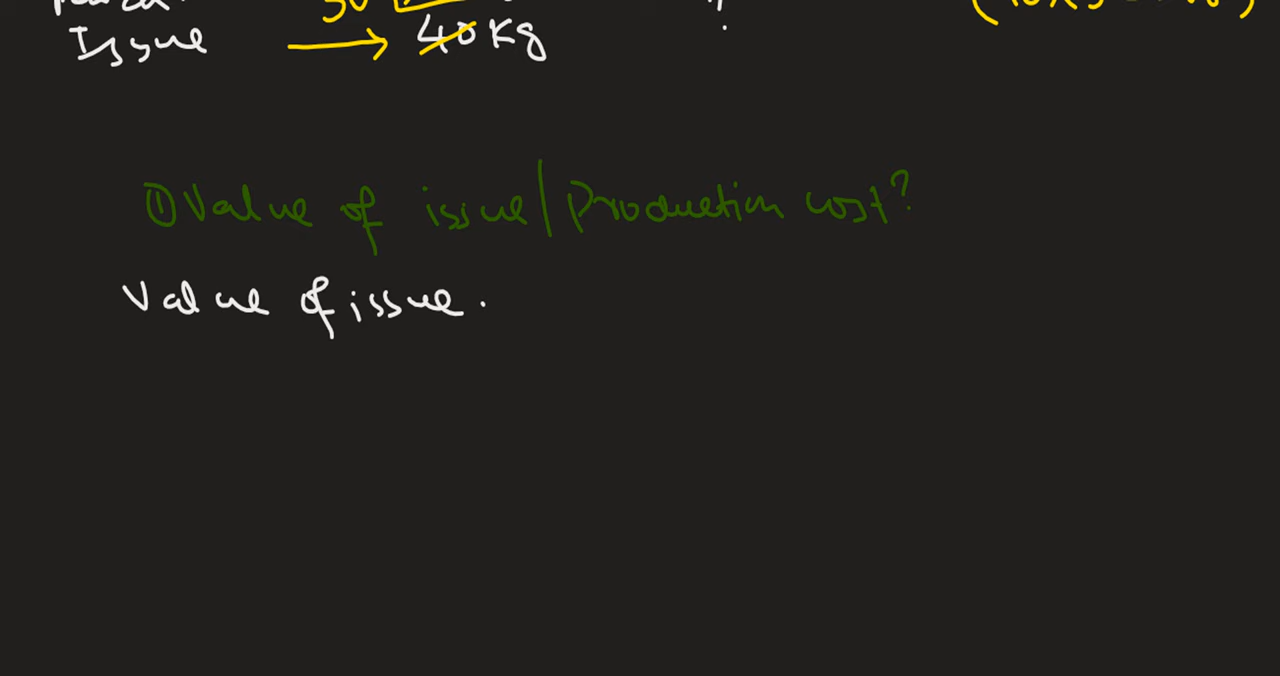 Issue → 40 Kg
① Value of issue/Production cost?
Value of issue.